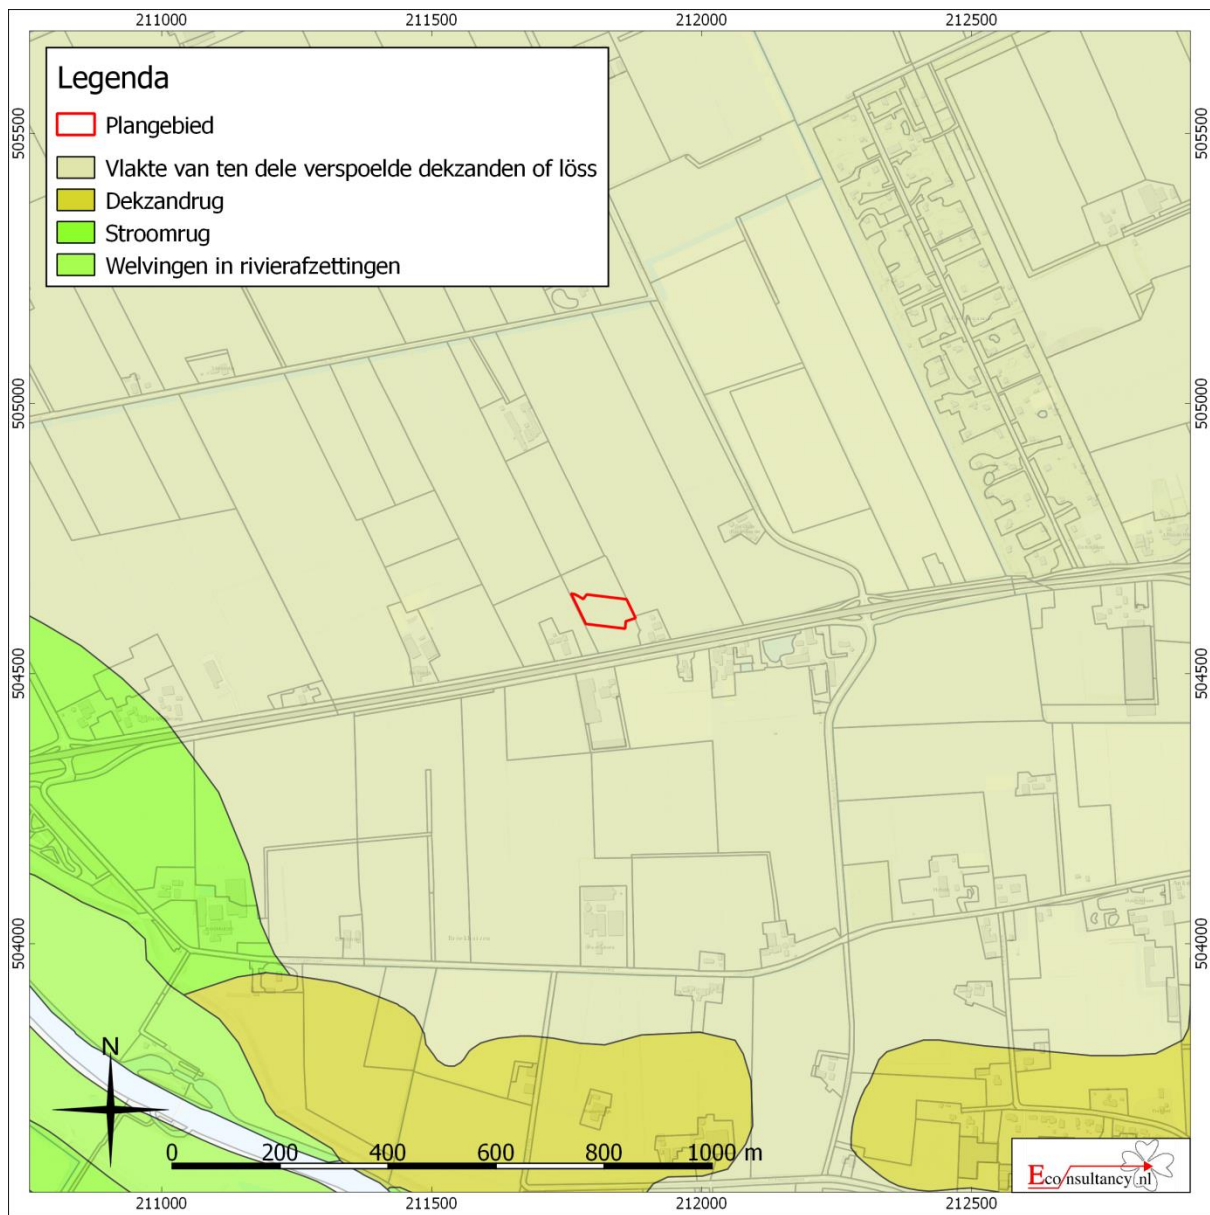 211000 211500 212000 212500
Legenda
Plangebied
Vlakte van ten dele verspoelde dekzanden of löss
Dekzandrug
Stroomrug
Welvingen in rivierafzettingen
505500 505500
505000 505000
504500 504500
504000 504000
N
0 200 400 600 800 1000 m
Econsultancy.nl
211000 211500 212000 212500